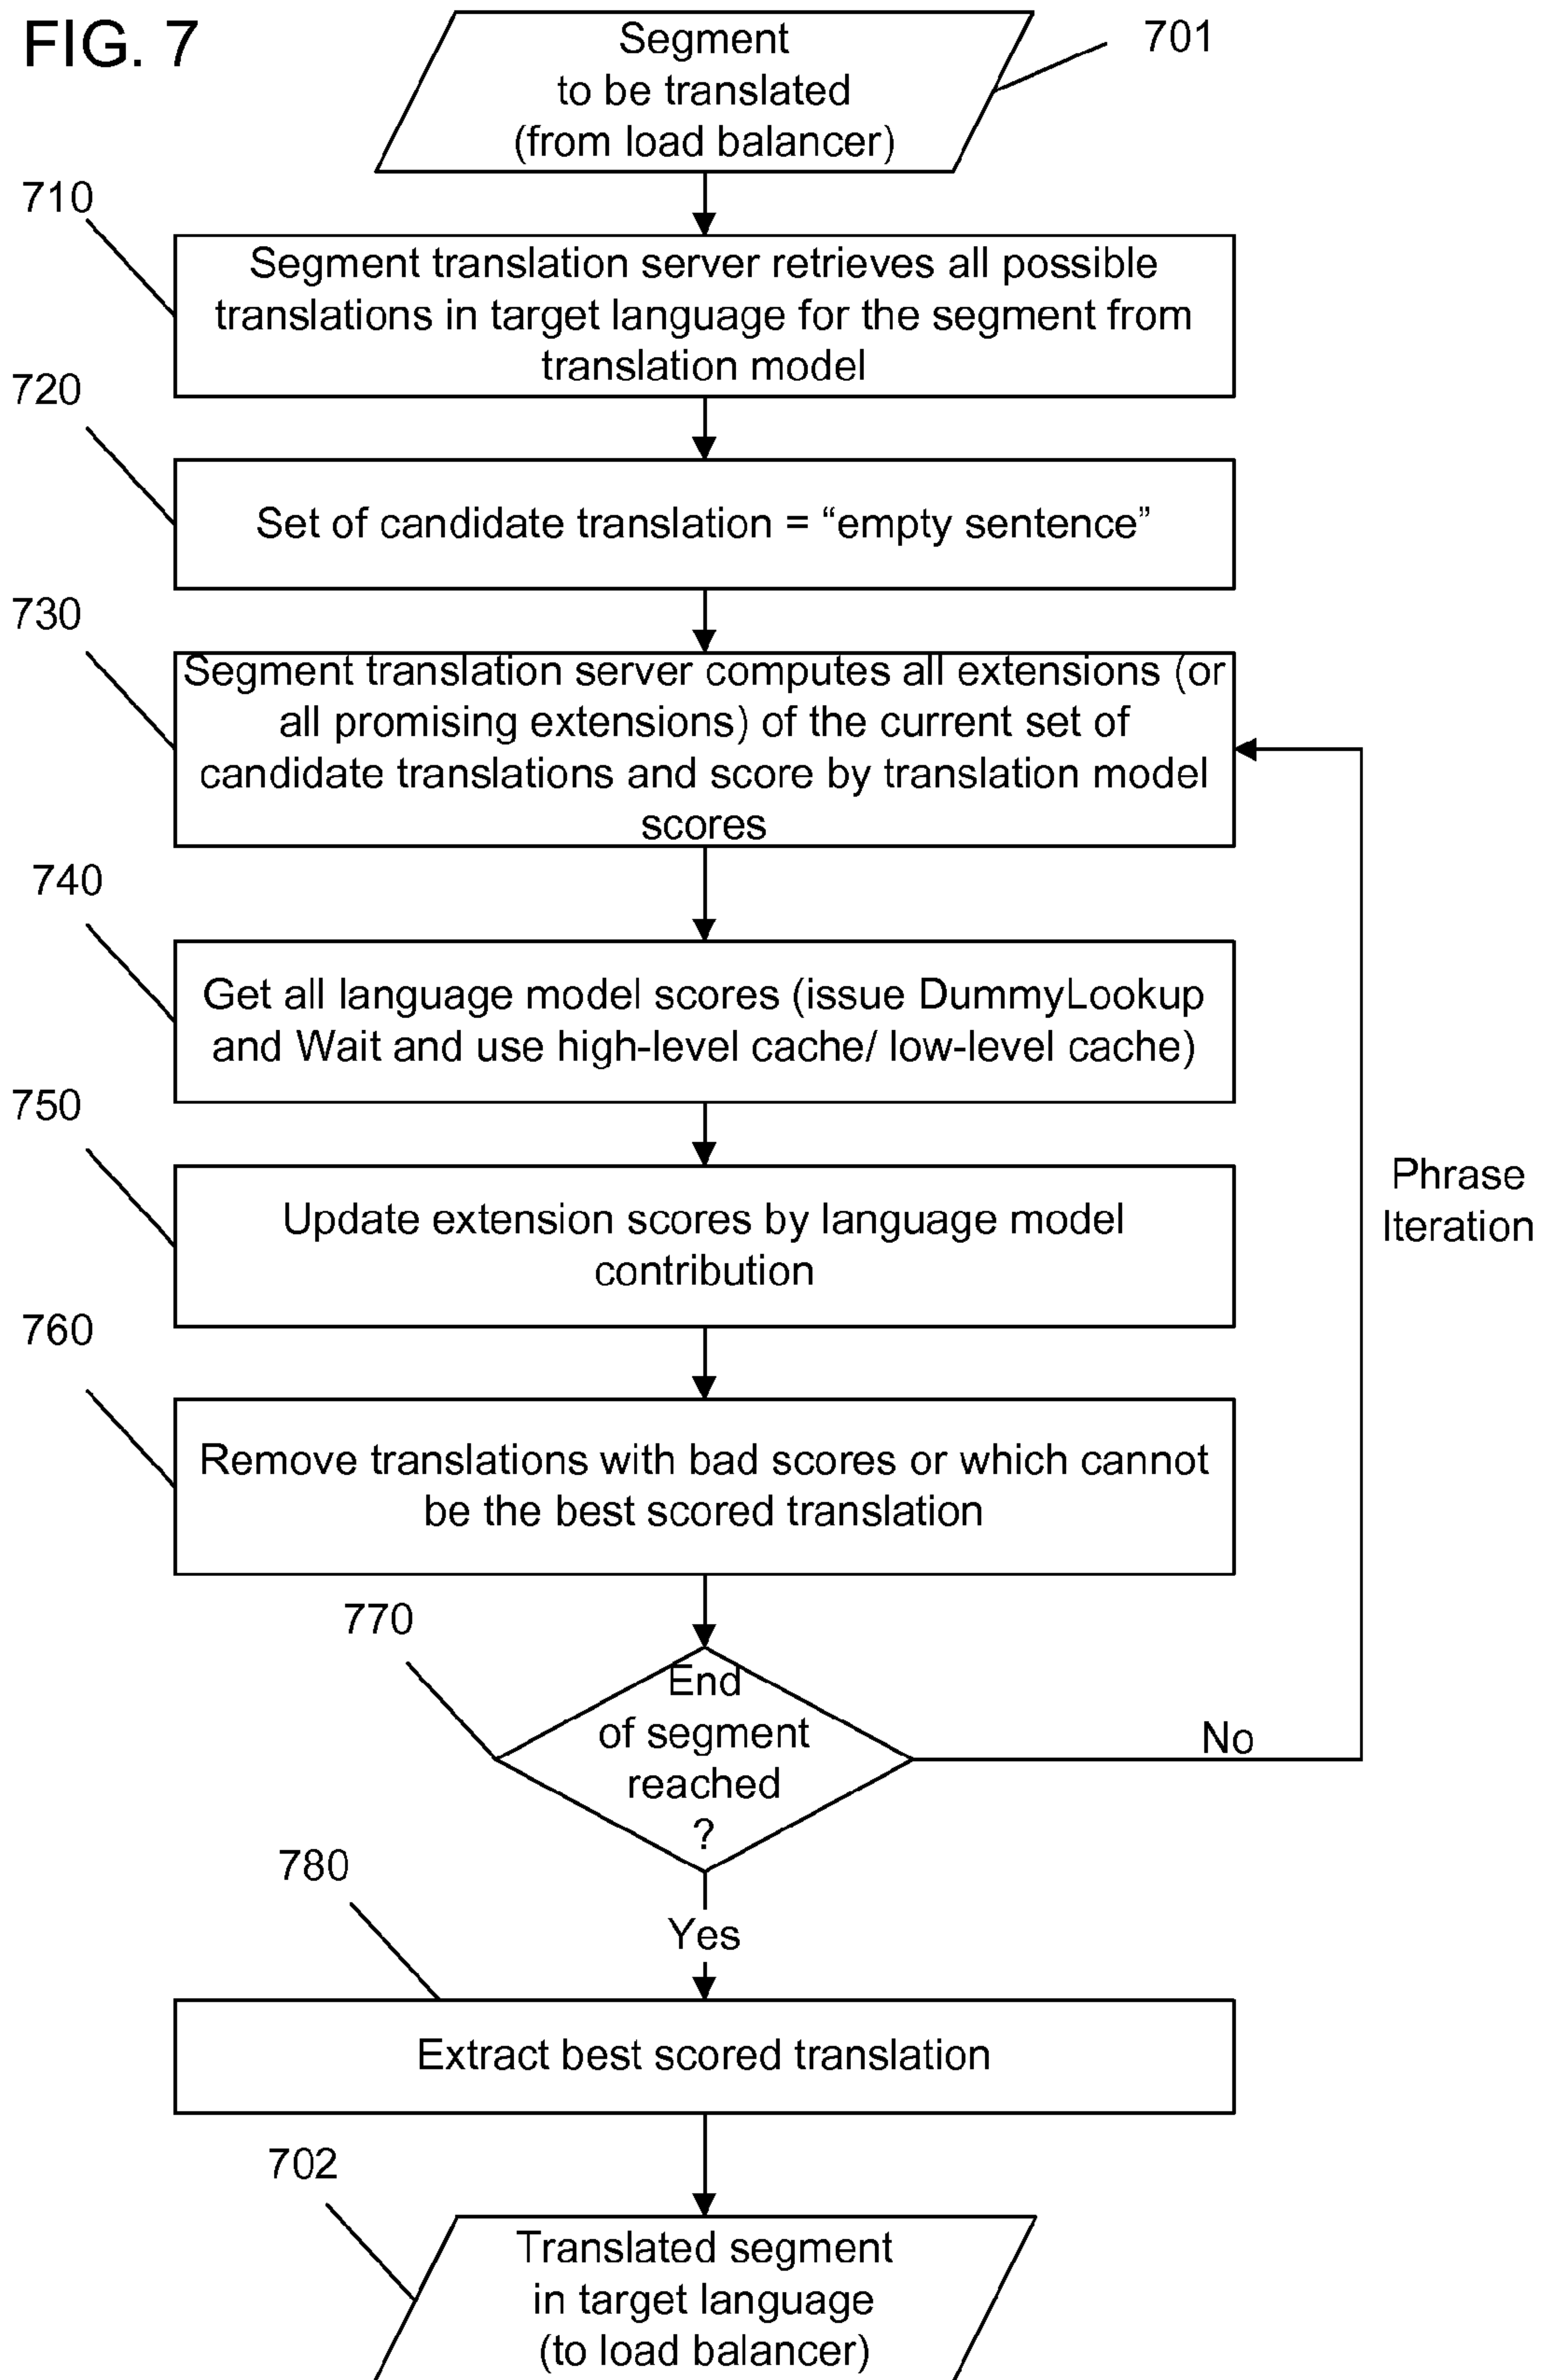 FIG. 7
Segment
to be translated
(from load balancer)
701
710
Segment translation server retrieves all possible
translations in target language for the segment from
translation model
720
Set of candidate translation = “empty sentence”
730
Segment translation server computes all extensions (or
all promising extensions) of the current set of
candidate translations and score by translation model
scores
740
Get all language model scores (issue DummyLookup
and Wait and use high-level cache/ low-level cache)
750
Update extension scores by language model
contribution
Phrase
Iteration
760
Remove translations with bad scores or which cannot
be the best scored translation
770
End
of segment
reached
?
No
Yes
780
Extract best scored translation
702
Translated segment
in target language
(to load balancer)